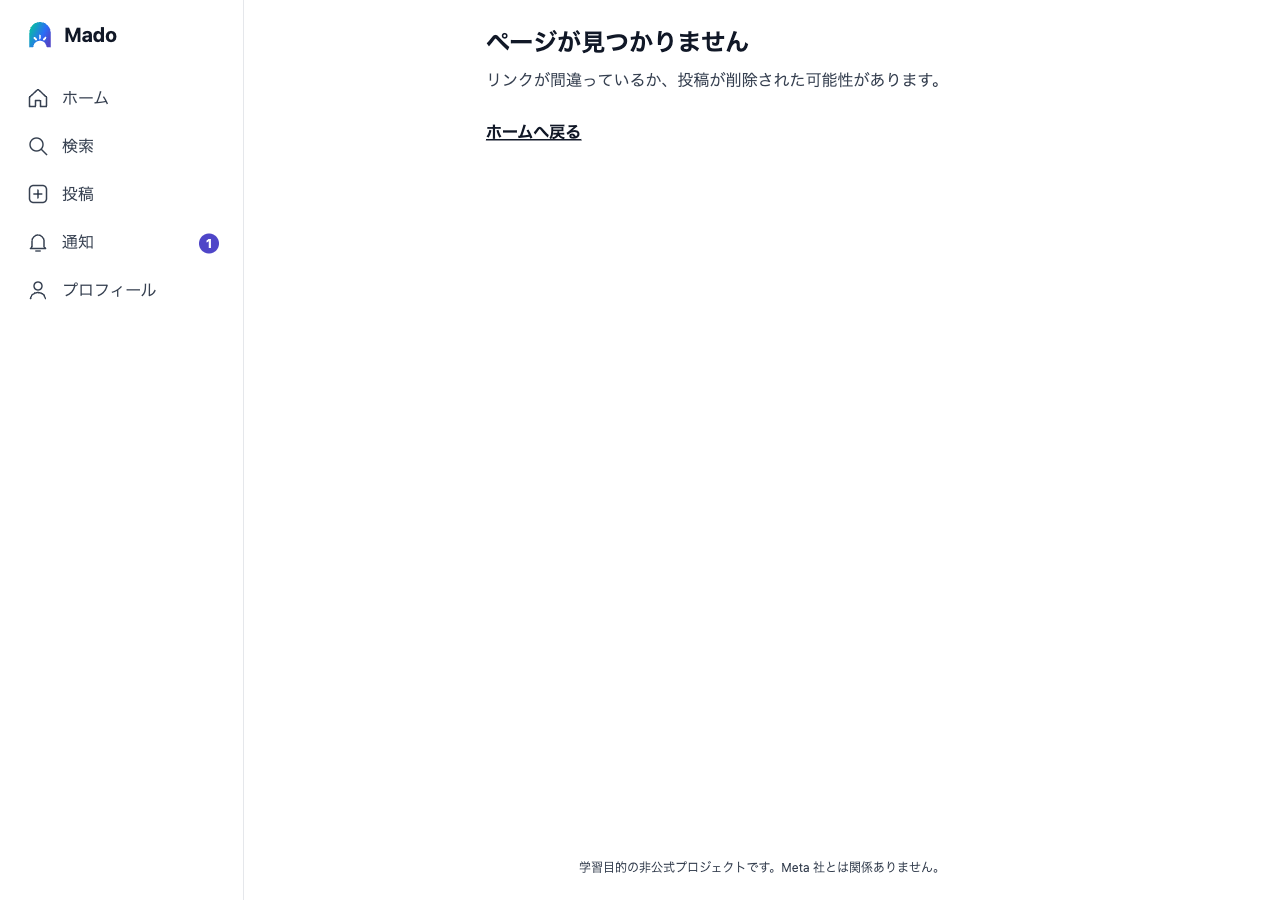 Mado
ホーム
検索
投稿
通知
1
プロフィール
ページが見つかりません
リンクが間違っているか、投稿が削除された可能性があります。
ホームへ戻る
学習目的の非公式プロジェクトです。Meta 社とは関係ありません。